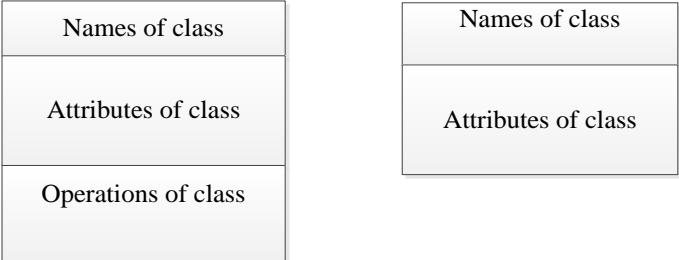 Names of class
Attributes of class
Operations of class
Names of class
Attributes of class